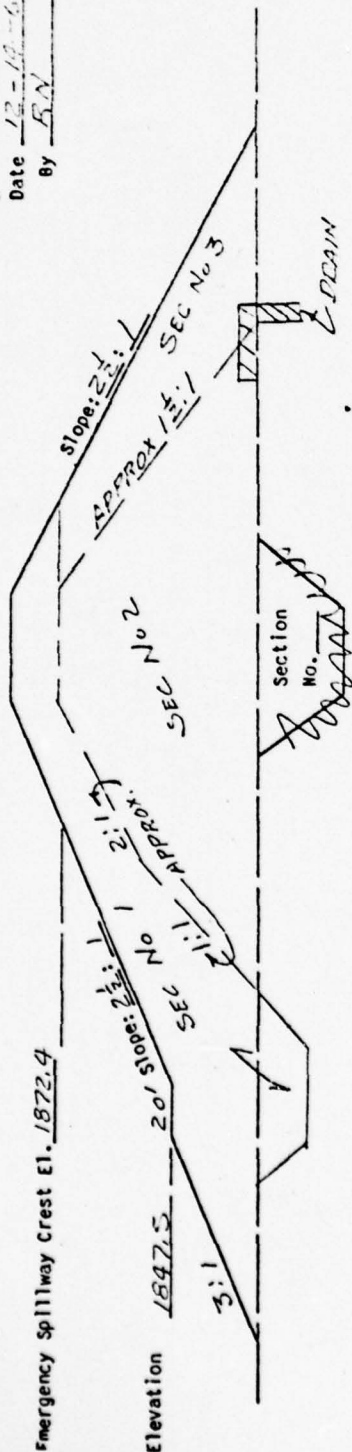 Date 12-19-6
By RN
Emergency Spillway Crest El. 1872.4
Slope: 2½:1
Slope: 2½:1
APPROX 1½:1
SEC No 3
2:1
SEC No 2
SEC No 1
APPROX.
1:1
Elevation 1847.5
20'
3:1
Section
No.
DRAIN